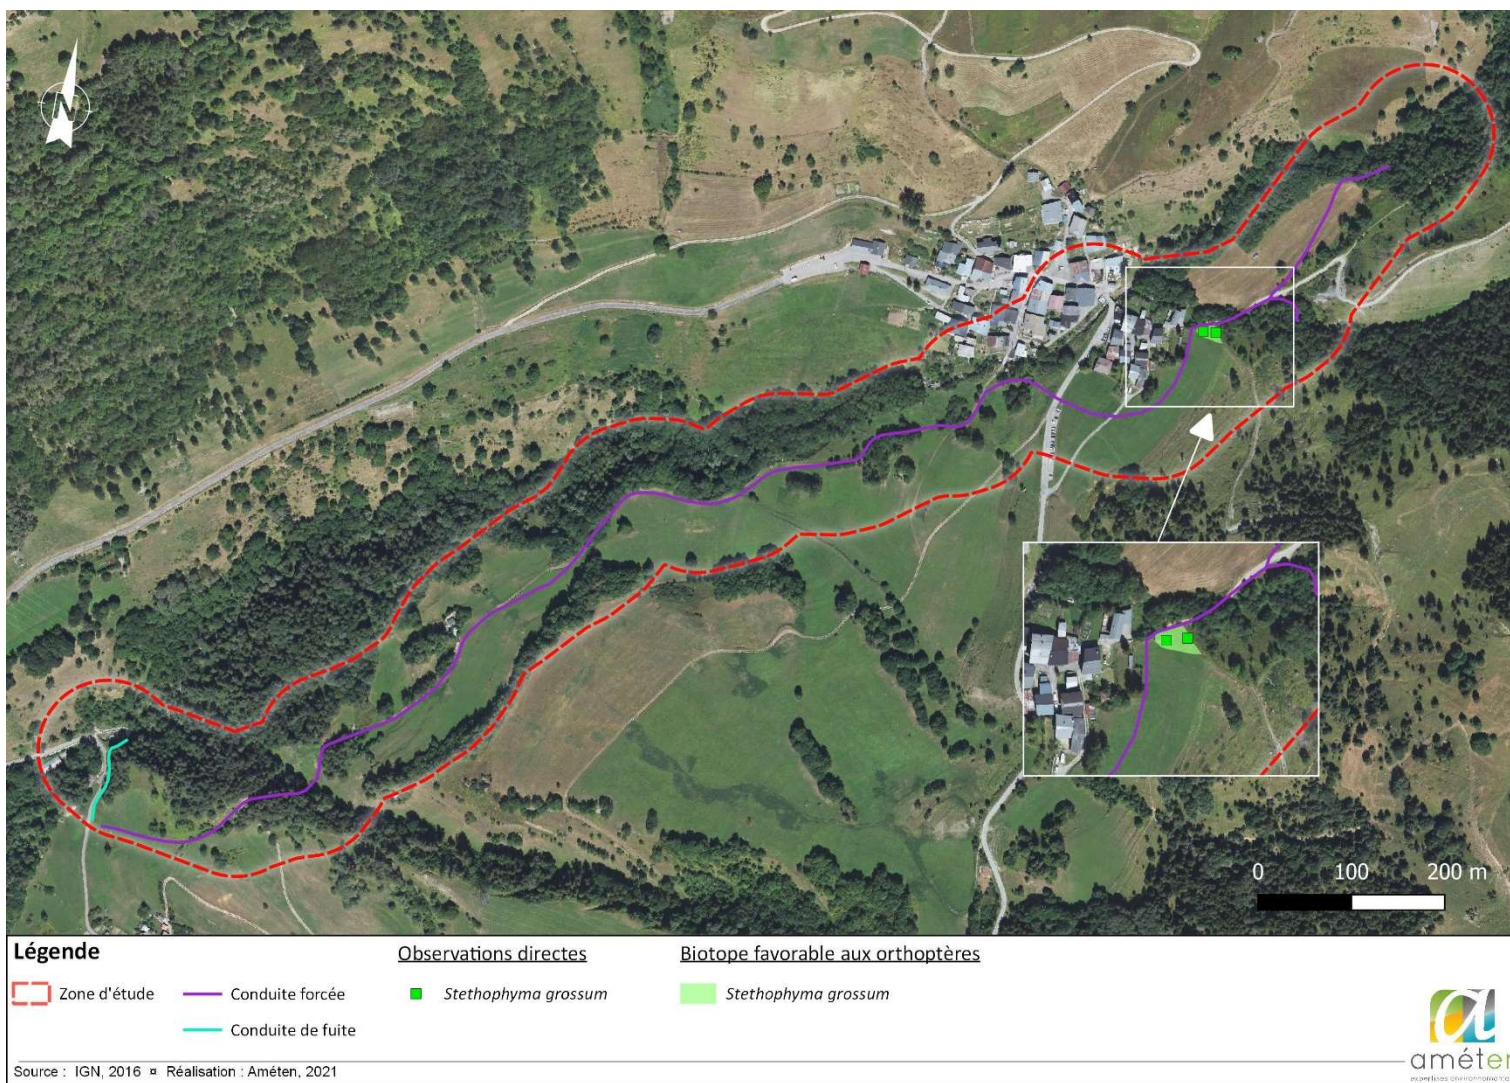 N
0 100 200 m
Légende
Observations directes
Biotope favorable aux orthoptères
Zone d'étude
Conduite forcée
Stethophyma grossum
Stethophyma grossum
Conduite de fuite
Source : IGN, 2016 ¤ Réalisation : Améten, 2021
a
améten